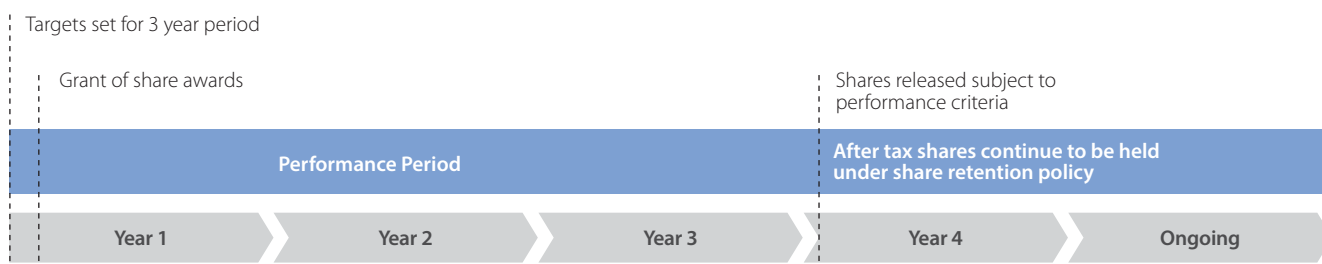 Targets set for 3 year period
Grant of share awards
Shares released subject to
performance criteria
Performance Period
After tax shares continue to be held
under share retention policy
Year 1
Year 2
Year 3
Year 4
Ongoing